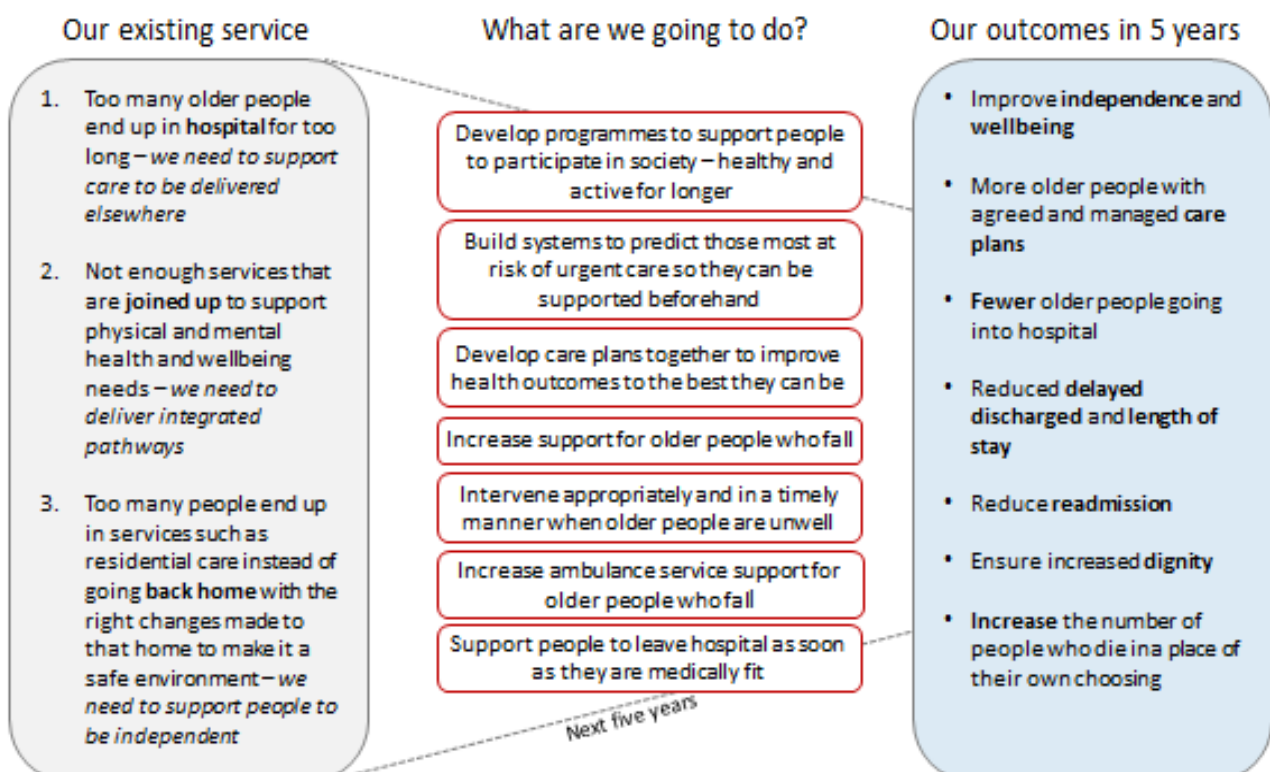 Our existing service
1. Too many older people
end up in hospital for too
long – we need to support
care to be delivered
elsewhere
2. Not enough services that
are joined up to support
physical and mental
health and wellbeing
needs – we need to
deliver integrated
pathways
3. Too many people end up
in services such as
residential care instead of
going back home with the
right changes made to
that home to make it a
safe environment – we
need to support people to
be independent
What are we going to do?
Develop programmes to support people
to participate in society – healthy and
active for longer
Build systems to predict those most at
risk of urgent care so they can be
supported beforehand
Develop care plans together to improve
health outcomes to the best they can be
Increase support for older people who fall
Intervene appropriately and in a timely
manner when older people are unwell
Increase ambulance service support for
older people who fall
Support people to leave hospital as soon
as they are medically fit
Next five years
Our outcomes in 5 years
• Improve independence and
wellbeing
• More older people with
agreed and managed care
plans
• Fewer older people going
into hospital
• Reduced delayed
discharged and length of
stay
• Reduce readmission
• Ensure increased dignity
• Increase the number of
people who die in a place of
their own choosing